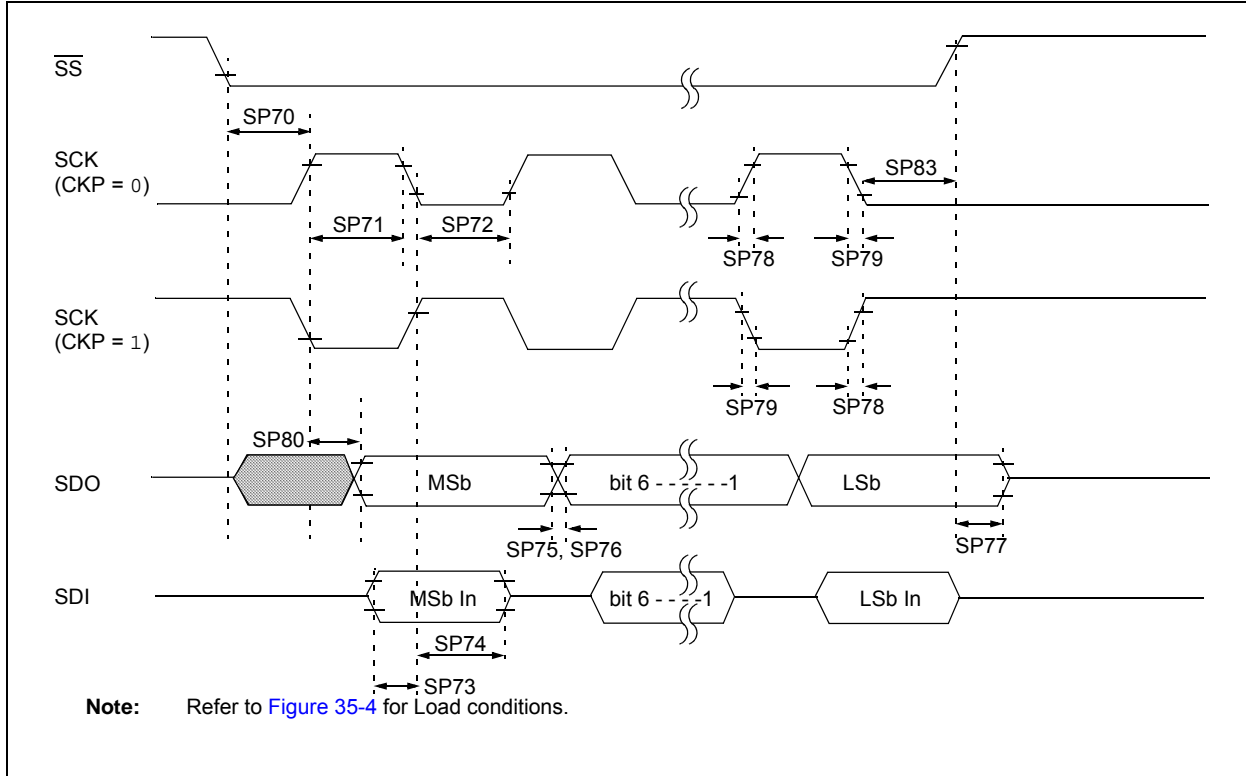 SS
SP70
SCK
(CKP = 0)
SP83
SP71
SP72
SP78
SP79
SCK
(CKP = 1)
SP79
SP78
SP80
SDO
MSb
bit 6 - - - - - -1
LSb
SP75, SP76
SP77
SDI
MSb In
bit 6 - - - -1
LSb In
SP74
SP73
Note: Refer to Figure 35-4 for Load conditions.